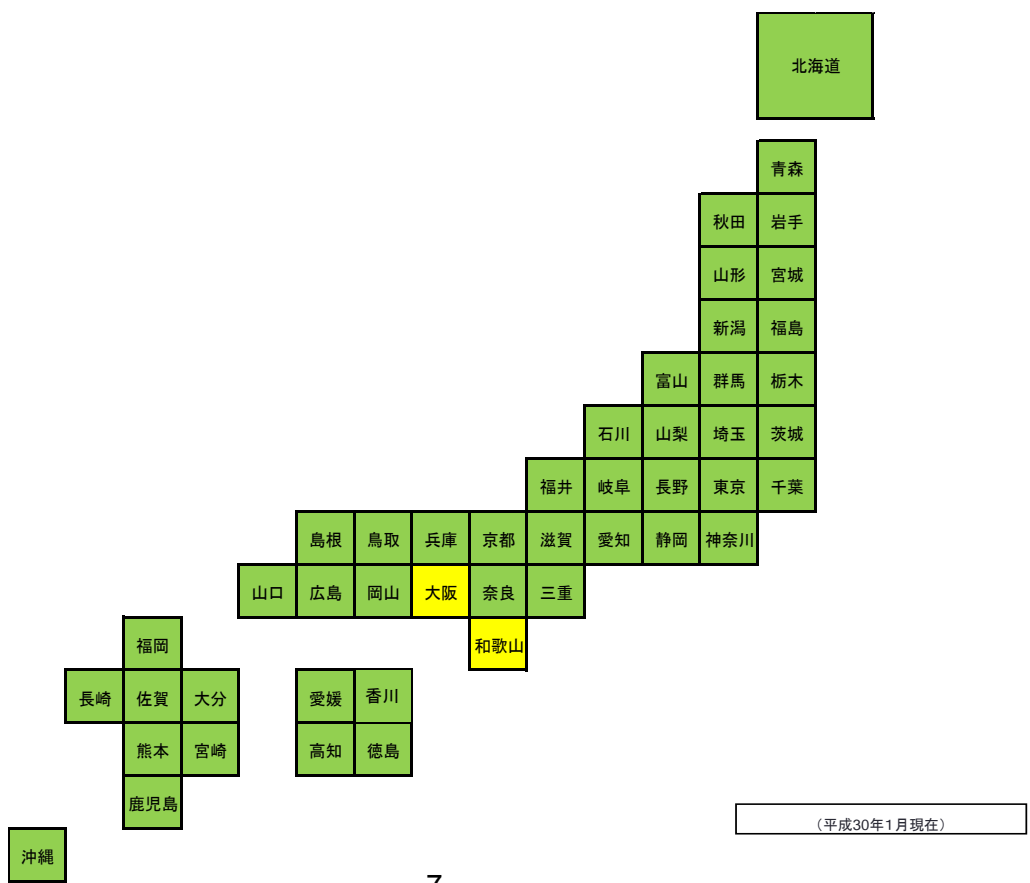 北海道
青森
秋田 岩手
山形 宮城
新潟 福島
富山 群馬 栃木
石川 山梨 埼玉 茨城
福井 岐阜 長野 東京 千葉
島根 鳥取 兵庫 京都 滋賀 愛知 静岡 神奈川
山口 広島 岡山 大阪 奈良 三重
福岡 和歌山
長崎 佐賀 大分 愛媛 香川
熊本 宮崎 高知 徳島
鹿児島
(平成30年1月現在)
沖縄
7